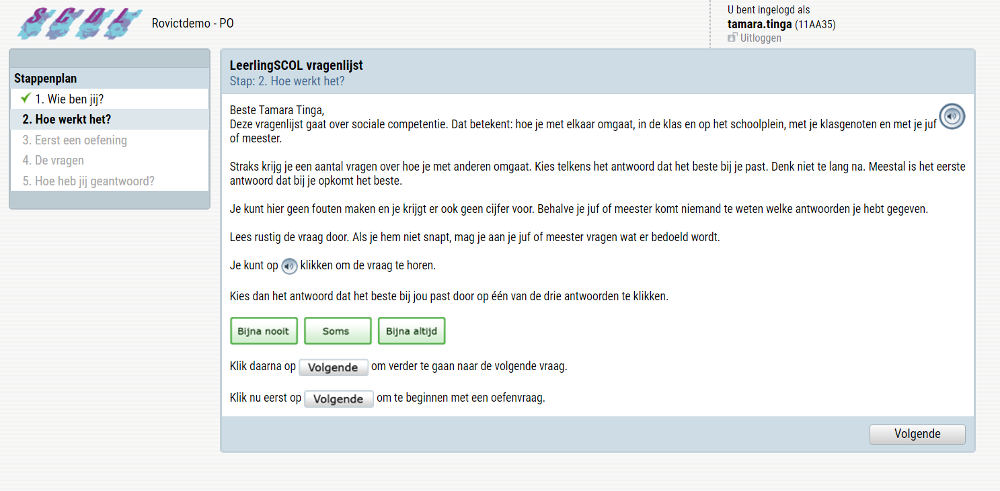 SCOL
Rovictdemo - PO
U bent ingelogd als
tamara.tinga (11AA35)
Uitloggen
Stappenplan
1. Wie ben jij?
2. Hoe werkt het?
3. Eerst een oefening
4. De vragen
5. Hoe heb jij geantwoord?
LeerlingSCOL vragenlijst
Stap: 2. Hoe werkt het?
Beste Tamara Tinga,
Deze vragenlijst gaat over sociale competentie. Dat betekent: hoe je met elkaar omgaat, in de klas en op het schoolplein, met je klasgenoten en met je juf
of meester.
Straks krijg je een aantal vragen over hoe je met anderen omgaat. Kies telkens het antwoord dat het beste bij je past. Denk niet te lang na. Meestal is het eerste
antwoord dat bij je opkomt het beste.
Je kunt hier geen fouten maken en je krijgt er ook geen cijfer voor. Behalve je juf of meester komt niemand te weten welke antwoorden je hebt gegeven.
Lees rustig de vraag door. Als je hem niet snapt, mag je aan je juf of meester vragen wat er bedoeld wordt.
Je kunt op klikken om de vraag te horen.
Kies dan het antwoord dat het beste bij jou past door op één van de drie antwoorden te klikken.
Bijna nooit Soms Bijna altijd
Klik daarna op Volgende om verder te gaan naar de volgende vraag.
Klik nu eerst op Volgende om te beginnen met een oefenvraag.
Volgende